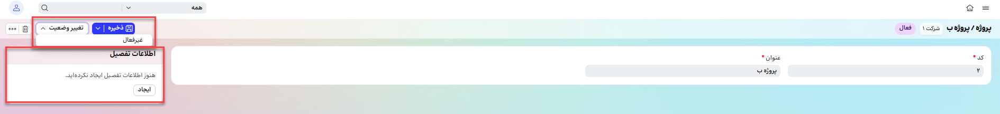 همه
پروژه / پروژه ب
شرکت ۱
فعال
ذخیره
تغییر وضعیت
غیرفعال
کد *
۲
عنوان *
پروژه ب
اطلاعات تفصیل
هنوز اطلاعات تفصیل ایجاد نکرده‌اید.
ایجاد